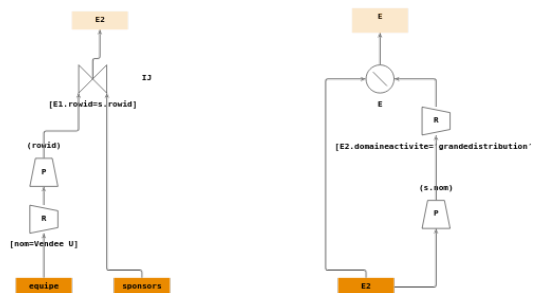 E2
IJ
[E1.rowid=s.rowid]
(rowid)
P
R
[nom=Vendee U]
equipe
sponsors
E
E
R
[E2.domaineactivite='grandedistribution'
(s.nom)
P
E2